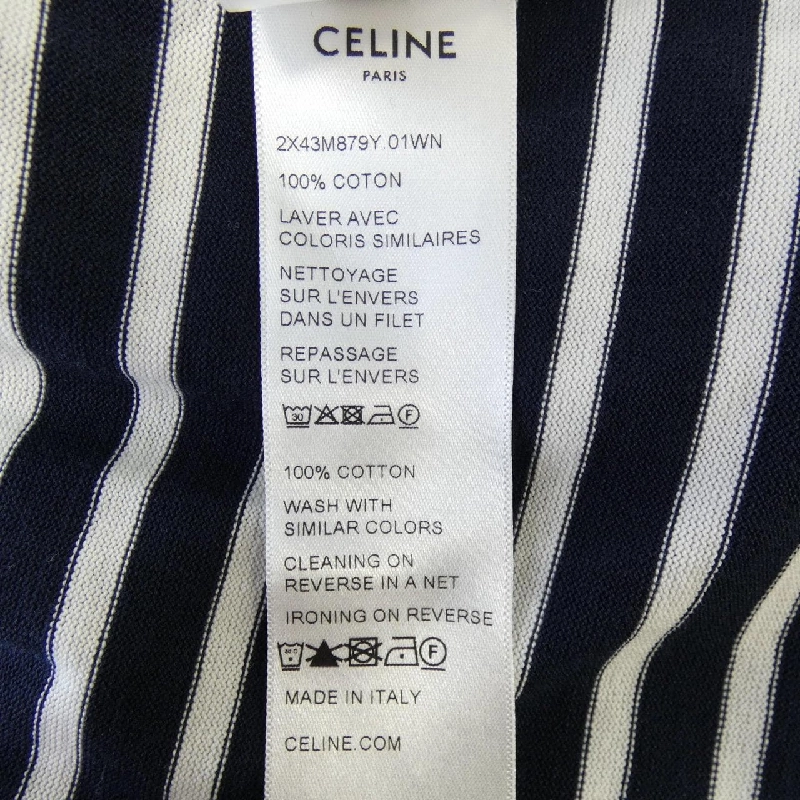 CELINE
PARIS
2X43M879Y.01WN
100% COTON
LAVER AVEC
COLORIS SIMILAIRES
NETTOYAGE
SUR L'ENVERS
DANS UN FILET
REPASSAGE
SUR L'ENVERS
30 F
100% COTTON
WASH WITH
SIMILAR COLORS
CLEANING ON
REVERSE IN A NET
IRONING ON REVERSE
F
MADE IN ITALY
CELINE.COM